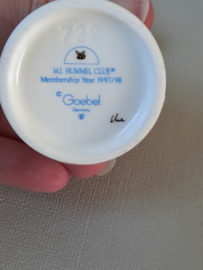 M.I. HUMMEL CLUB®
Membership Year 1997/98
© Goebel
Germany